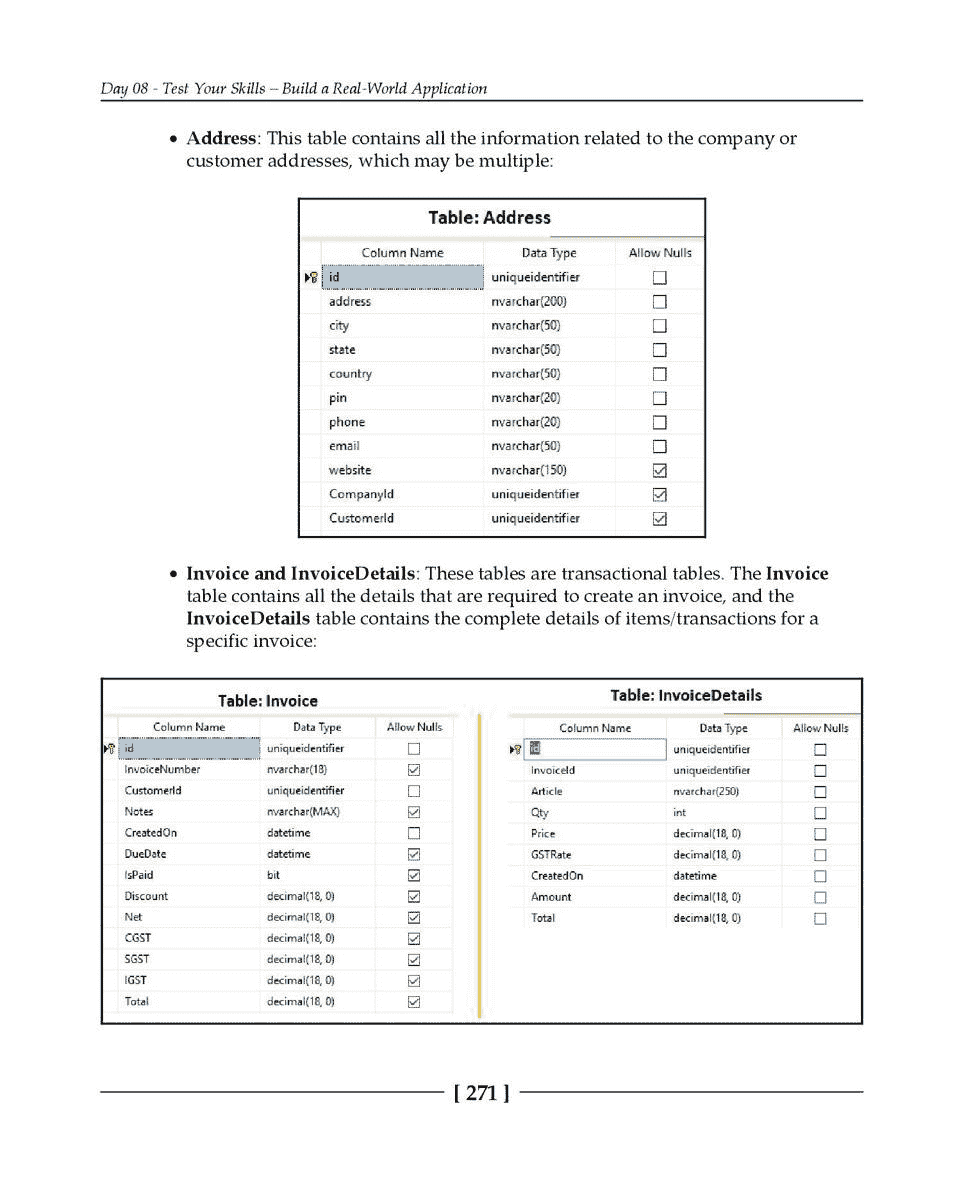 Day 08 - Test Your Skills – Build a Real-World Application
• Address: This table contains all the information related to the company or
customer addresses, which may be multiple:
Table: Address
Column Name Data Type Allow Nulls
id uniqueidentifier
address nvarchar(200)
city nvarchar(50)
state nvarchar(50)
country nvarchar(50)
pin nvarchar(20)
phone nvarchar(20)
email nvarchar(50)
website nvarchar(150)
CompanyId uniqueidentifier
CustomerId uniqueidentifier
• Invoice and InvoiceDetails: These tables are transactional tables. The Invoice
table contains all the details that are required to create an invoice, and the
InvoiceDetails table contains the complete details of items/transactions for a
specific invoice:
Table: Invoice
Column Name Data Type Allow Nulls
id uniqueidentifier
InvoiceNumber nvarchar(18)
CustomerId uniqueidentifier
Notes nvarchar(MAX)
CreatedOn datetime
DueDate datetime
IsPaid bit
Discount decimal(18, 0)
Net decimal(18, 0)
CGST decimal(18, 0)
SGST decimal(18, 0)
IGST decimal(18, 0)
Total decimal(18, 0)
Table: InvoiceDetails
Column Name Data Type Allow Nulls
id uniqueidentifier
InvoiceId uniqueidentifier
Article nvarchar(250)
Qty int
Price decimal(18, 0)
GSTRate decimal(18, 0)
CreatedOn datetime
Amount decimal(18, 0)
Total decimal(18, 0)
[ 271 ]